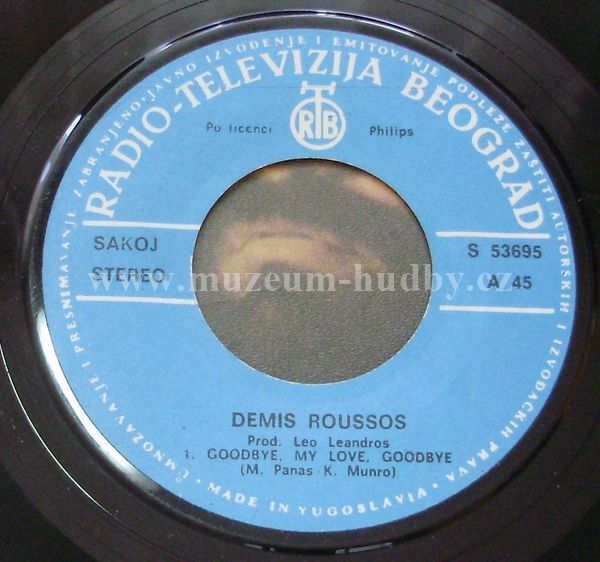 UMNOŽAVANJE I PRESNIMAVANJE ZABRANJENO·JAVNO IZVOĐENJE I EMITOVANJE PODLEŽE ZAŠTITI AUTORSKIH I IZVOĐAČKIH PRAVA·
RADIO-TELEVIZIJA BEOGRAD
Po licenci
RTB
Philips
SAKOJ
STEREO
S 53695
A 45
www.muzeum-hudby.cz
DEMIS ROUSSOS
Prod. Leo Leandros
1. GOODBYE, MY LOVE, GOODBYE
(M. Panas K. Munro)
MADE IN YUGOSLAVIA·